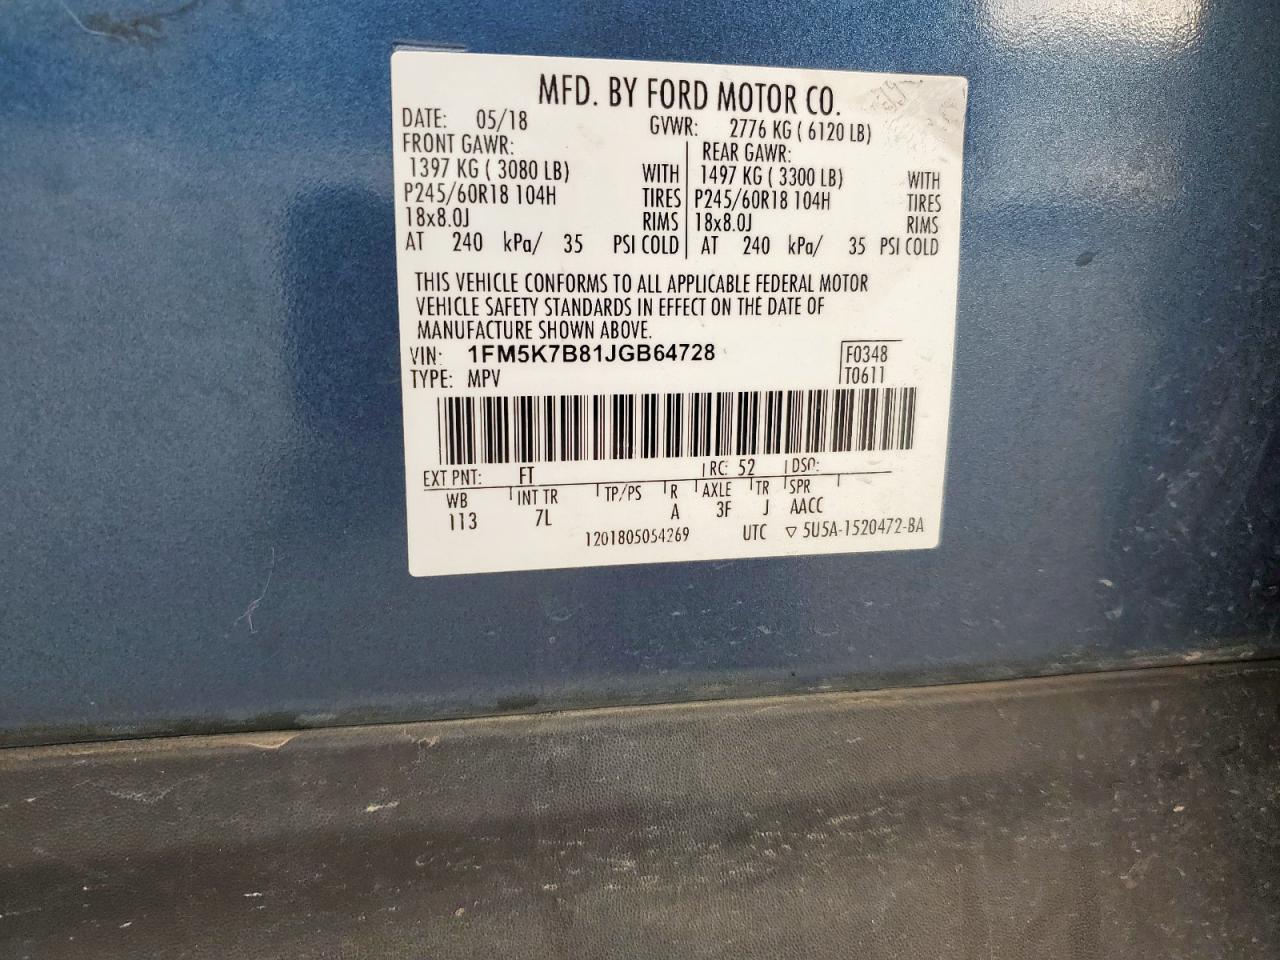 MFD. BY FORD MOTOR CO.
DATE: 05/18 GVWR: 2776 KG ( 6120 LB)
FRONT GAWR: REAR GAWR:
1397 KG ( 3080 LB) WITH 1497 KG ( 3300 LB) WITH
P245/60R18 104H TIRES P245/60R18 104H TIRES
18x8.0J RIMS 18x8.0J RIMS
AT 240 kPa/ 35 PSI COLD AT 240 kPa/ 35 PSI COLD
THIS VEHICLE CONFORMS TO ALL APPLICABLE FEDERAL MOTOR
VEHICLE SAFETY STANDARDS IN EFFECT ON THE DATE OF
MANUFACTURE SHOWN ABOVE.
VIN: 1FM5K7B81JGB64728 F0348
TYPE: MPV T0611
EXT PNT: FT RC: 52 DSO:
WB INT TR TP/PS R AXLE TR SPR
113 7L A 3F J AACC
1201805054269 UTC ▽ 5U5A-1520472-BA